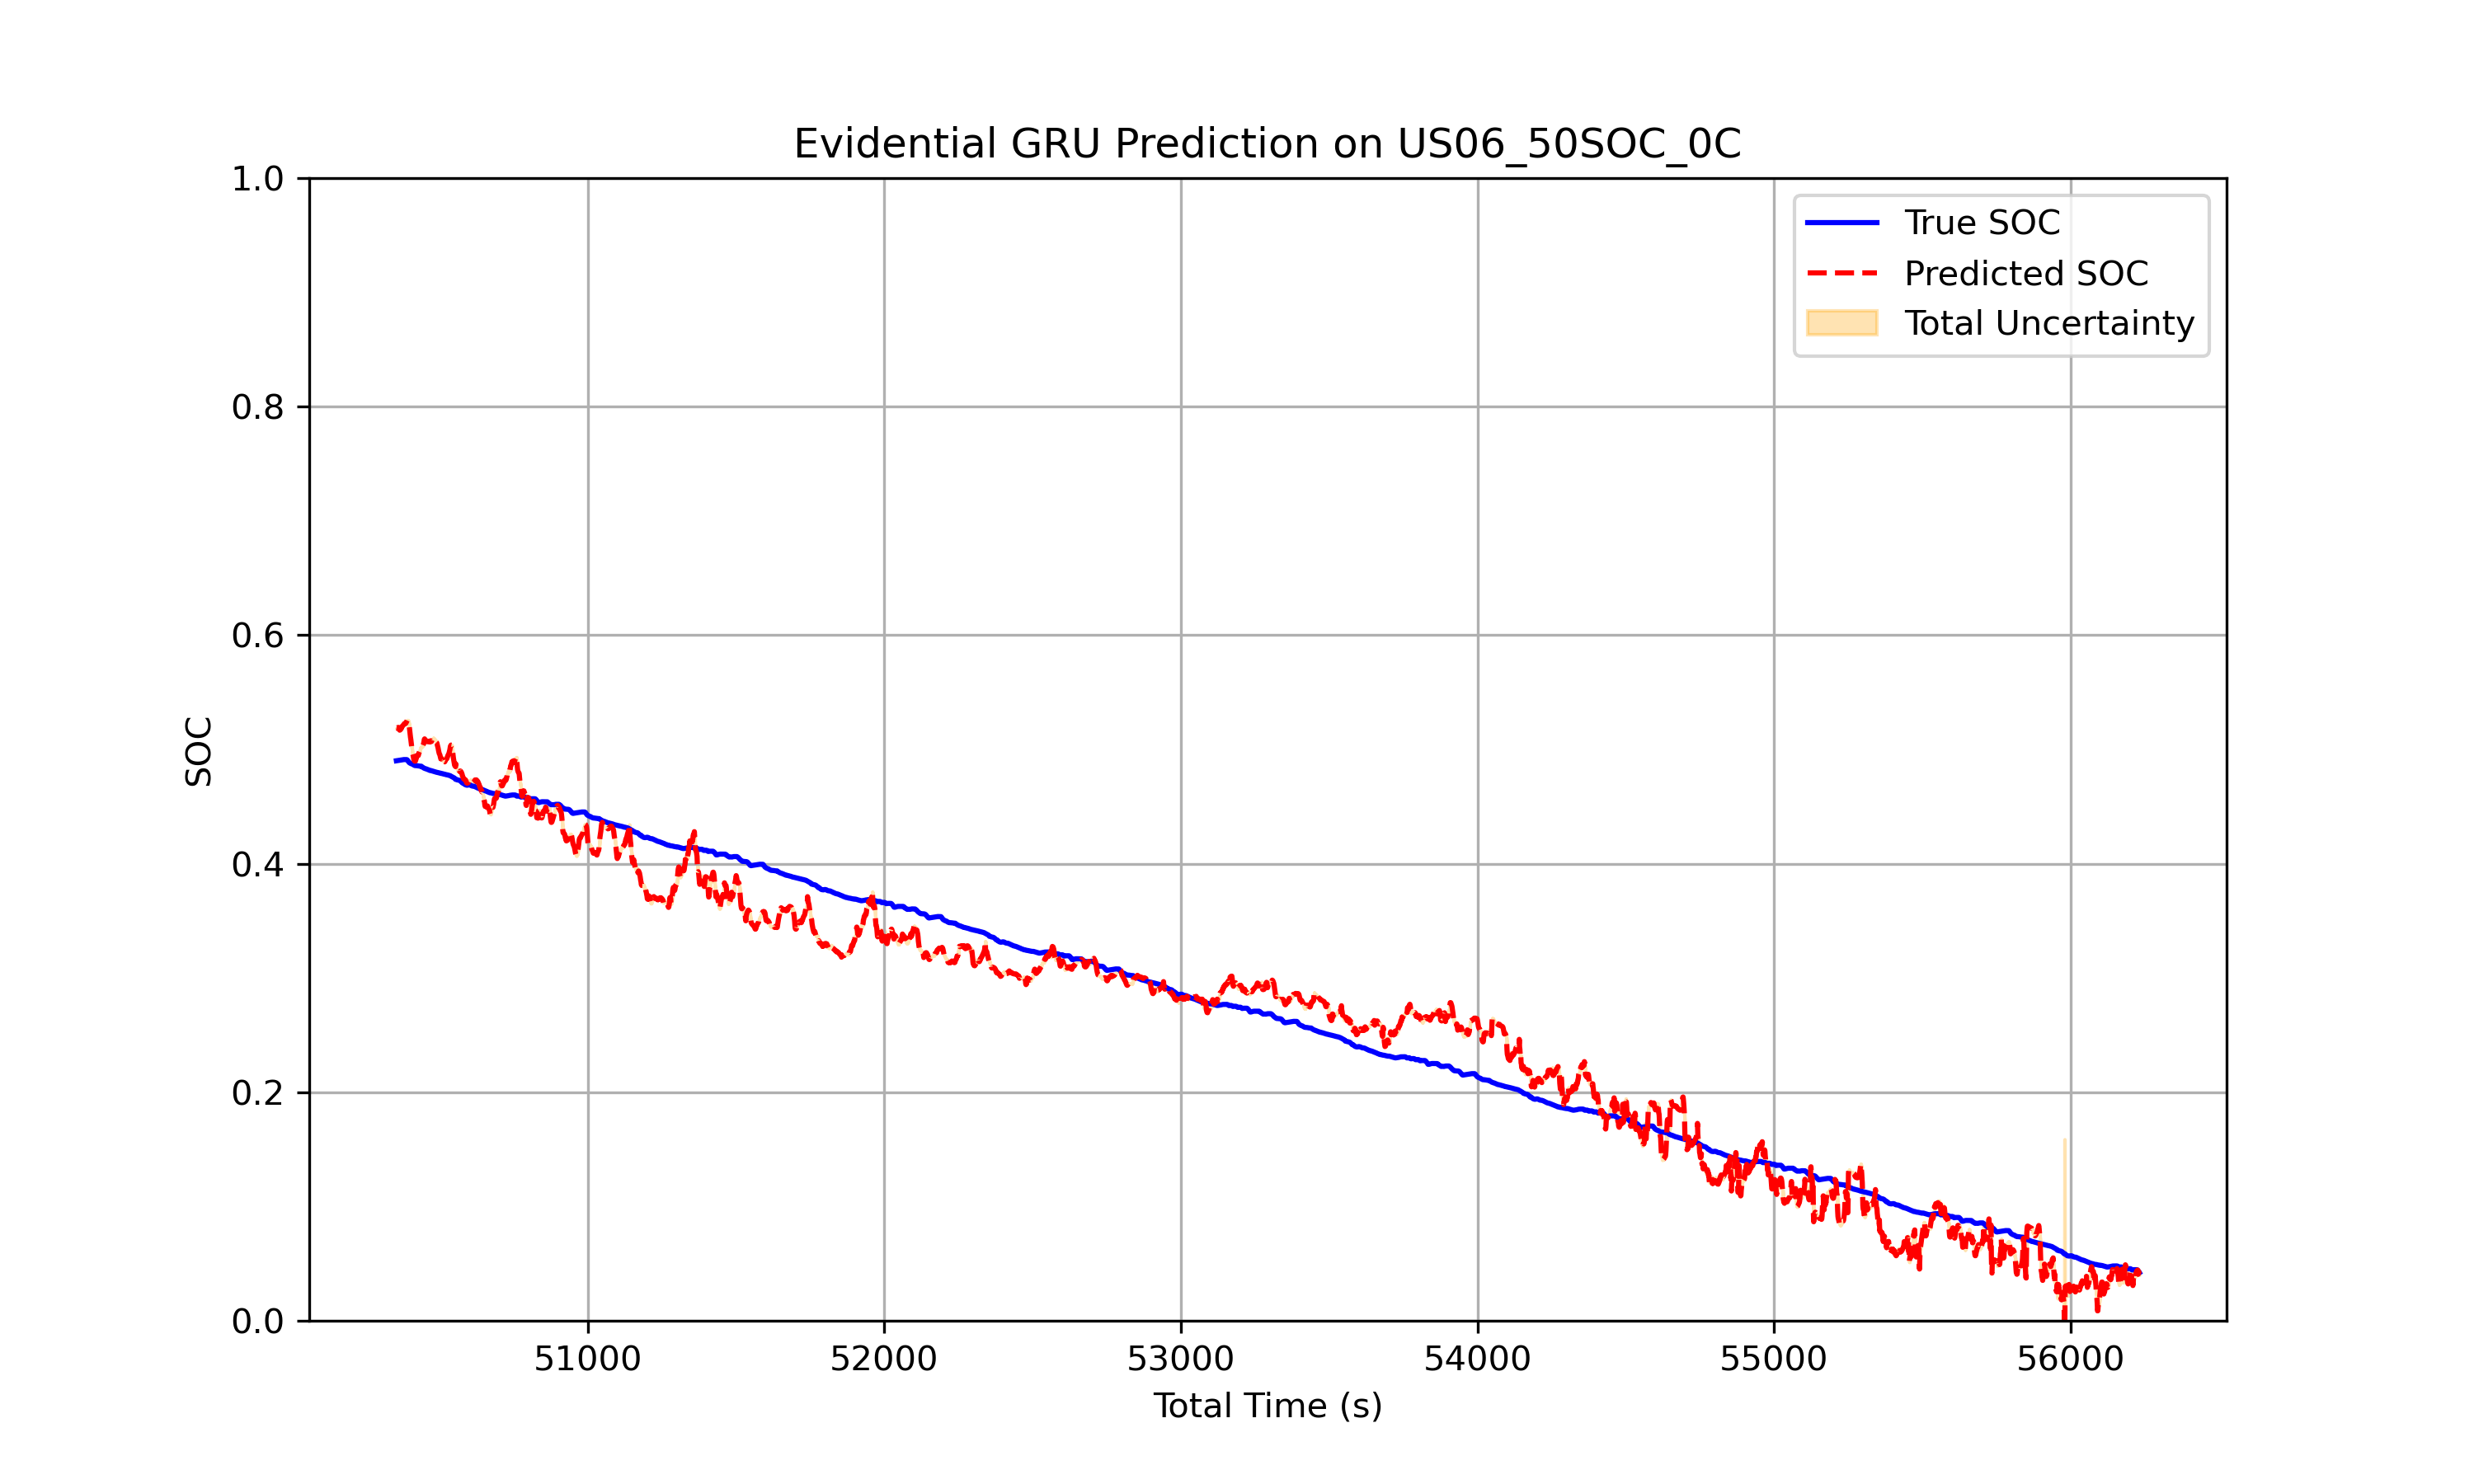 Evidential GRU Prediction on US06_50SOC_0C
1.0
0.8
0.6
0.4
0.2
0.0
SOC
True SOC
Predicted SOC
Total Uncertainty
51000 52000 53000 54000 55000 56000
Total Time (s)